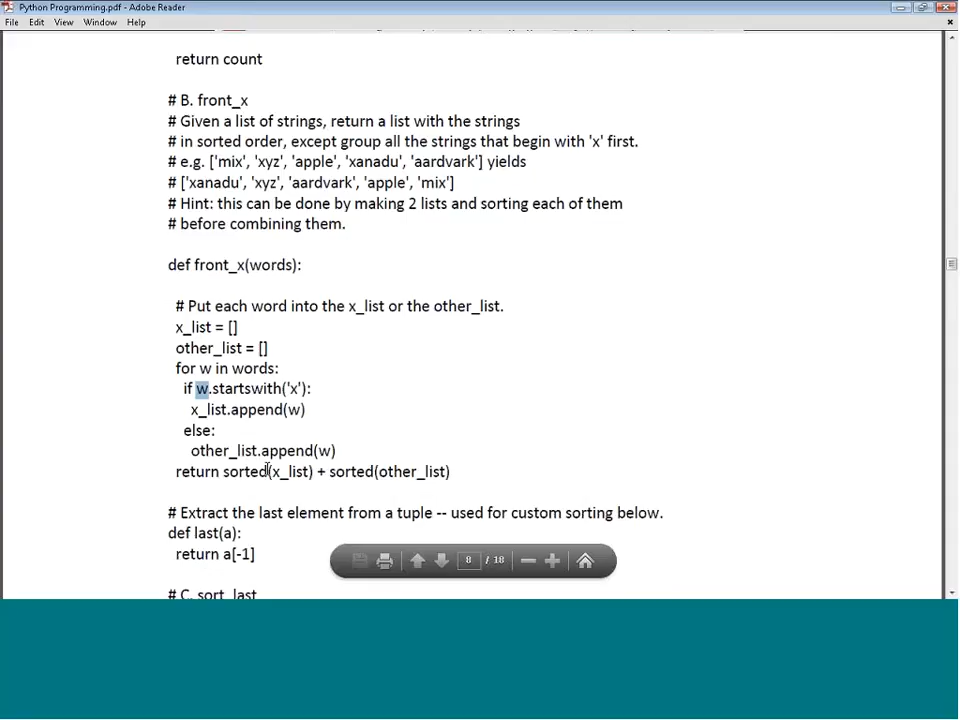 Python Programming.pdf - Adobe Reader
File Edit View Window Help
return count
# B. front_x
# Given a list of strings, return a list with the strings
# in sorted order, except group all the strings that begin with 'x' first.
# e.g. ['mix', 'xyz', 'apple', 'xanadu', 'aardvark'] yields
# ['xanadu', 'xyz', 'aardvark', 'apple', 'mix']
# Hint: this can be done by making 2 lists and sorting each of them
# before combining them.
def front_x(words):
# Put each word into the x_list or the other_list.
x_list = []
other_list = []
for w in words:
if w.startswith('x'):
x_list.append(w)
else:
other_list.append(w)
return sorted(x_list) + sorted(other_list)
# Extract the last element from a tuple -- used for custom sorting below.
def last(a):
return a[-1]
8 / 18
# C. sort_last